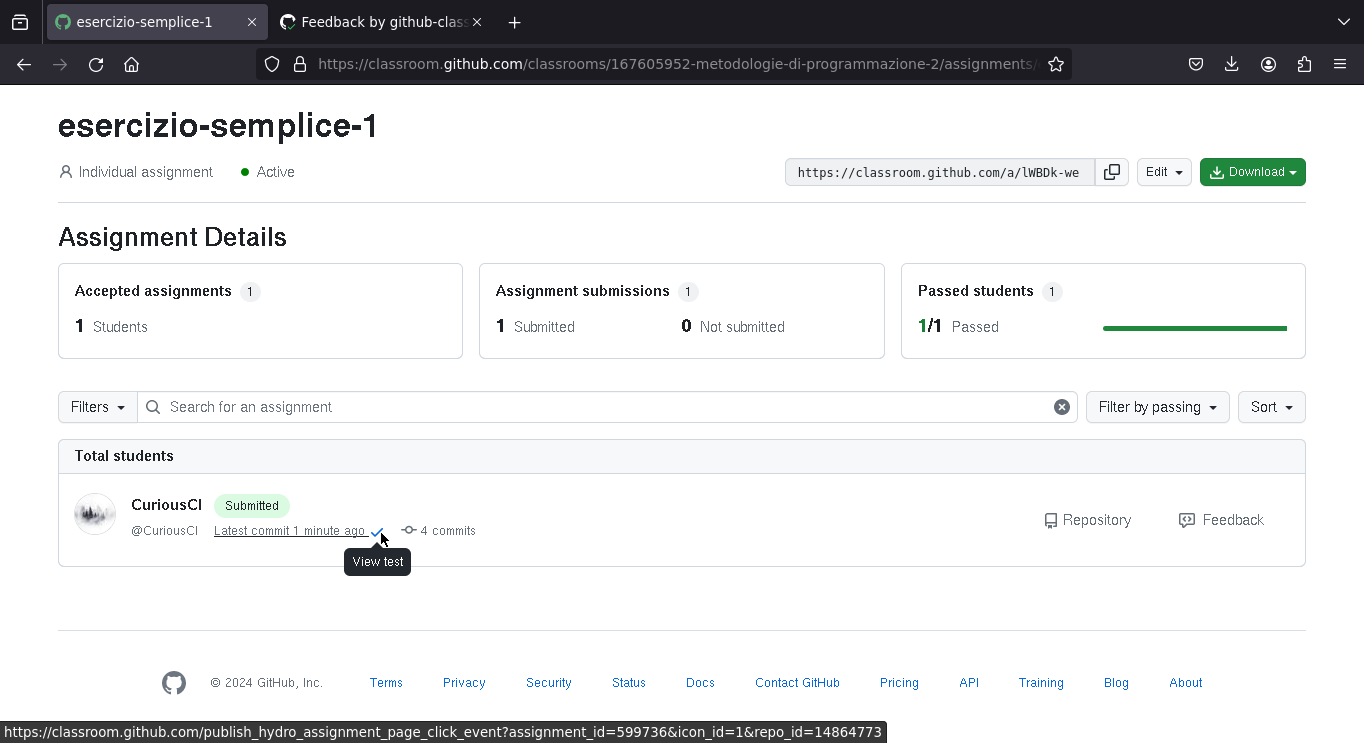 esercizio-semplice-1
Feedback by github-clas
https://classroom.github.com/classrooms/167605952-metodologie-di-programmazione-2/assignments/
esercizio-semplice-1
Individual assignment Active
https://classroom.github.com/a/lWBDk-we Edit Download
Assignment Details
Accepted assignments 1
1 Students
Assignment submissions 1
1 Submitted 0 Not submitted
Passed students 1
1/1 Passed
Filters Search for an assignment Filter by passing Sort
Total students
CuriousCI Submitted
@CuriousCI Latest commit 1 minute ago 4 commits
Repository Feedback
View test
© 2024 GitHub, Inc. Terms Privacy Security Status Docs Contact GitHub Pricing API Training Blog About
https://classroom.github.com/publish_hydro_assignment_page_click_event?assignment_id=599736&icon_id=1&repo_id=14864773